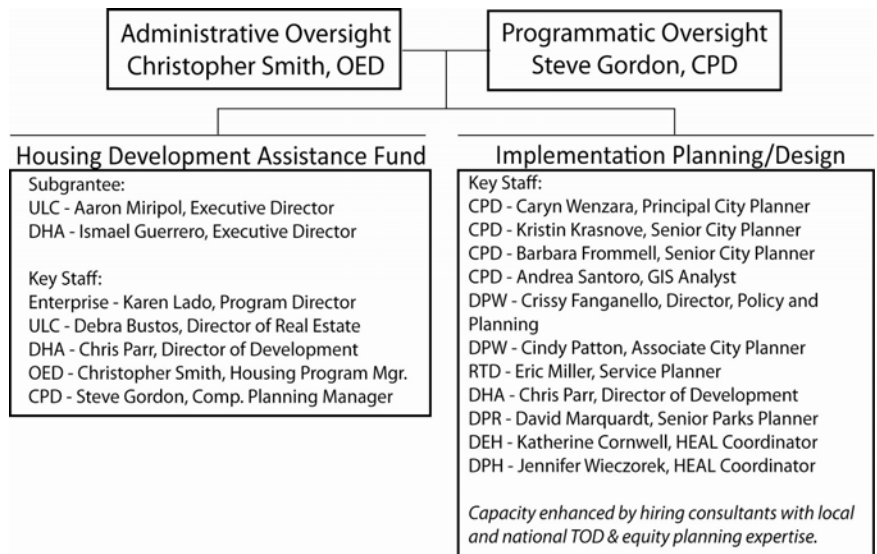 Administrative Oversight
Christopher Smith, OED
Programmatic Oversight
Steve Gordon, CPD
Housing Development Assistance Fund
Subgrantee:
ULC - Aaron Miripol, Executive Director
DHA - Ismael Guerrero, Executive Director
Key Staff:
Enterprise - Karen Lado, Program Director
ULC - Debra Bustos, Director of Real Estate
DHA - Chris Parr, Director of Development
OED - Christopher Smith, Housing Program Mgr.
CPD - Steve Gordon, Comp. Planning Manager
Implementation Planning/Design
Key Staff:
CPD - Caryn Wenzara, Principal City Planner
CPD - Kristin Krasnove, Senior City Planner
CPD - Barbara Frommell, Senior City Planner
CPD - Andrea Santoro, GIS Analyst
DPW - Crissy Fanganello, Director, Policy and
Planning
DPW - Cindy Patton, Associate City Planner
RTD - Eric Miller, Service Planner
DHA - Chris Parr, Director of Development
DPR - David Marquardt, Senior Parks Planner
DEH - Katherine Cornwell, HEAL Coordinator
DPH - Jennifer Wieczorek, HEAL Coordinator
Capacity enhanced by hiring consultants with local
and national TOD & equity planning expertise.